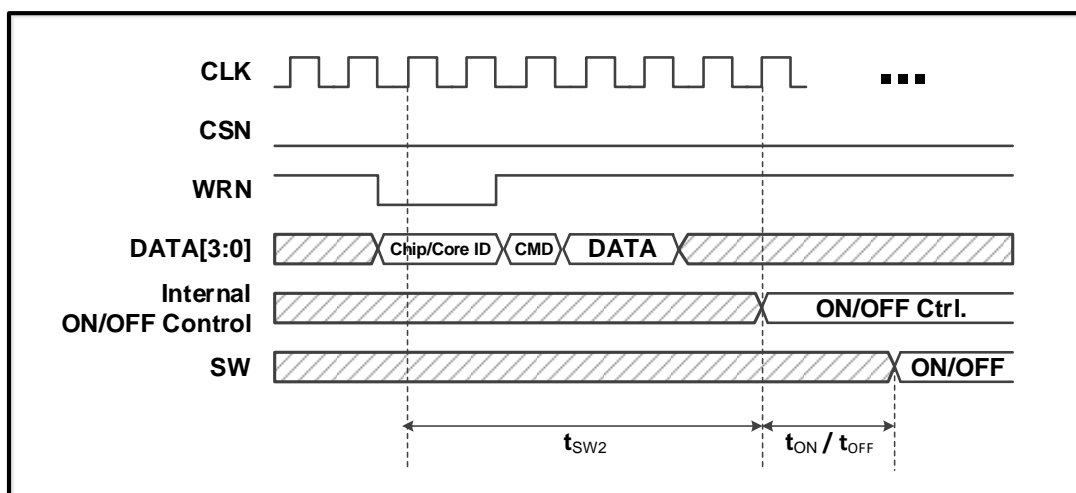 CLK
...
CSN
WRN
DATA[3:0]
Chip/Core ID CMD DATA
Internal
ON/OFF Control
ON/OFF Ctrl.
SW
ON/OFF
tSW2
tON / tOFF